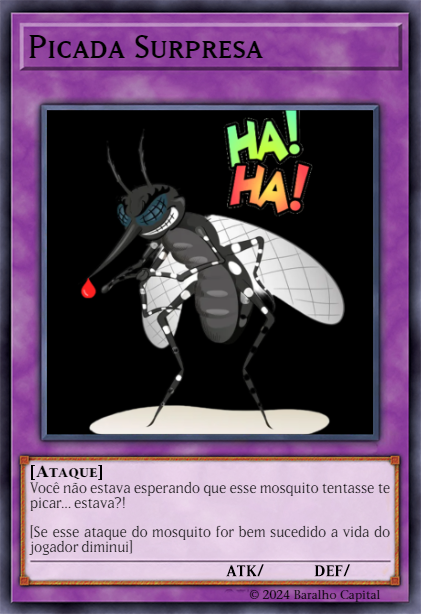 Picada Surpresa
HA!
HA!
[Ataque]
Você não estava esperando que esse mosquito tentasse te
picar... estava?!
[Se esse ataque do mosquito for bem sucedido a vida do
jogador diminui]
ATK/ DEF/
© 2024 Baralho Capital